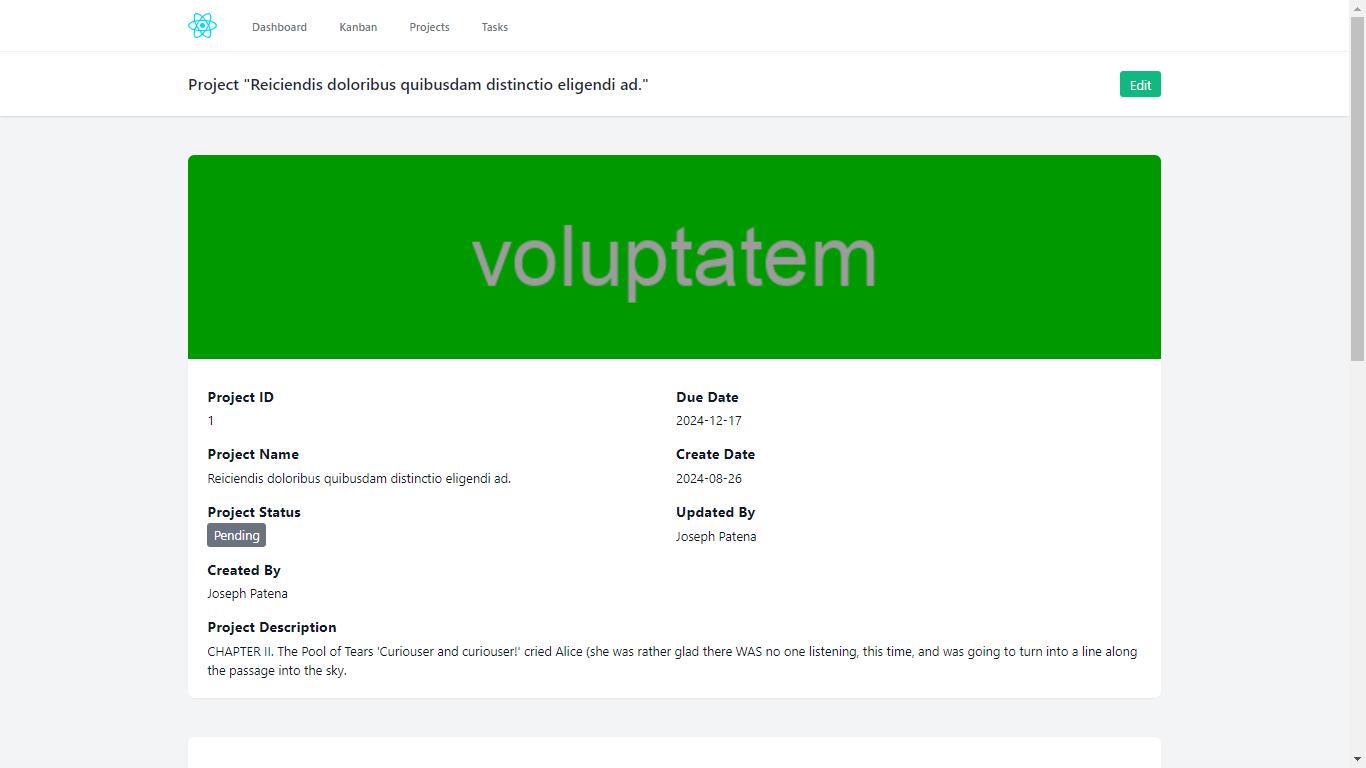 Dashboard Kanban Projects Tasks
Project "Reiciendis doloribus quibusdam distinctio eligendi ad."
Edit
voluptatem
Project ID
1
Project Name
Reiciendis doloribus quibusdam distinctio eligendi ad.
Project Status
Pending
Created By
Joseph Patena
Due Date
2024-12-17
Create Date
2024-08-26
Updated By
Joseph Patena
Project Description
CHAPTER II. The Pool of Tears 'Curiouser and curiouser!' cried Alice (she was rather glad there WAS no one listening, this time, and was going to turn into a line along
the passage into the sky.